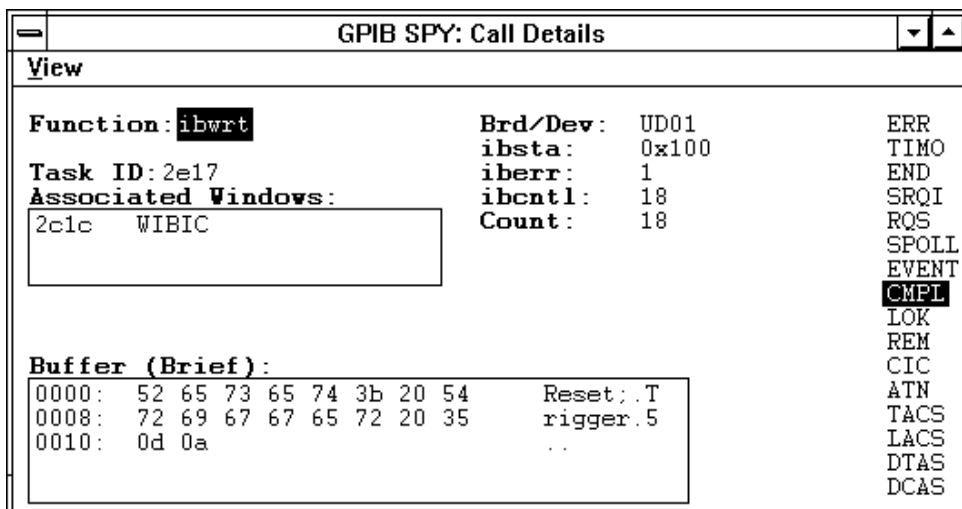 GPIB SPY: Call Details
View
Function: ibwrt
Task ID: 2e17
Associated Windows:
2c1c WIBIC
Brd/Dev: UD01
ibsta: 0x100
iberr: 1
ibcntl: 18
Count: 18
Buffer (Brief):
0000: 52 65 73 65 74 3b 20 54 Reset;.T
0008: 72 69 67 67 65 72 20 35 rigger.5
0010: 0d 0a ..
ERR
TIMO
END
SRQI
RQS
SPOLL
EVENT
CMPL
LOK
REM
CIC
ATN
TACS
LACS
DTAS
DCAS